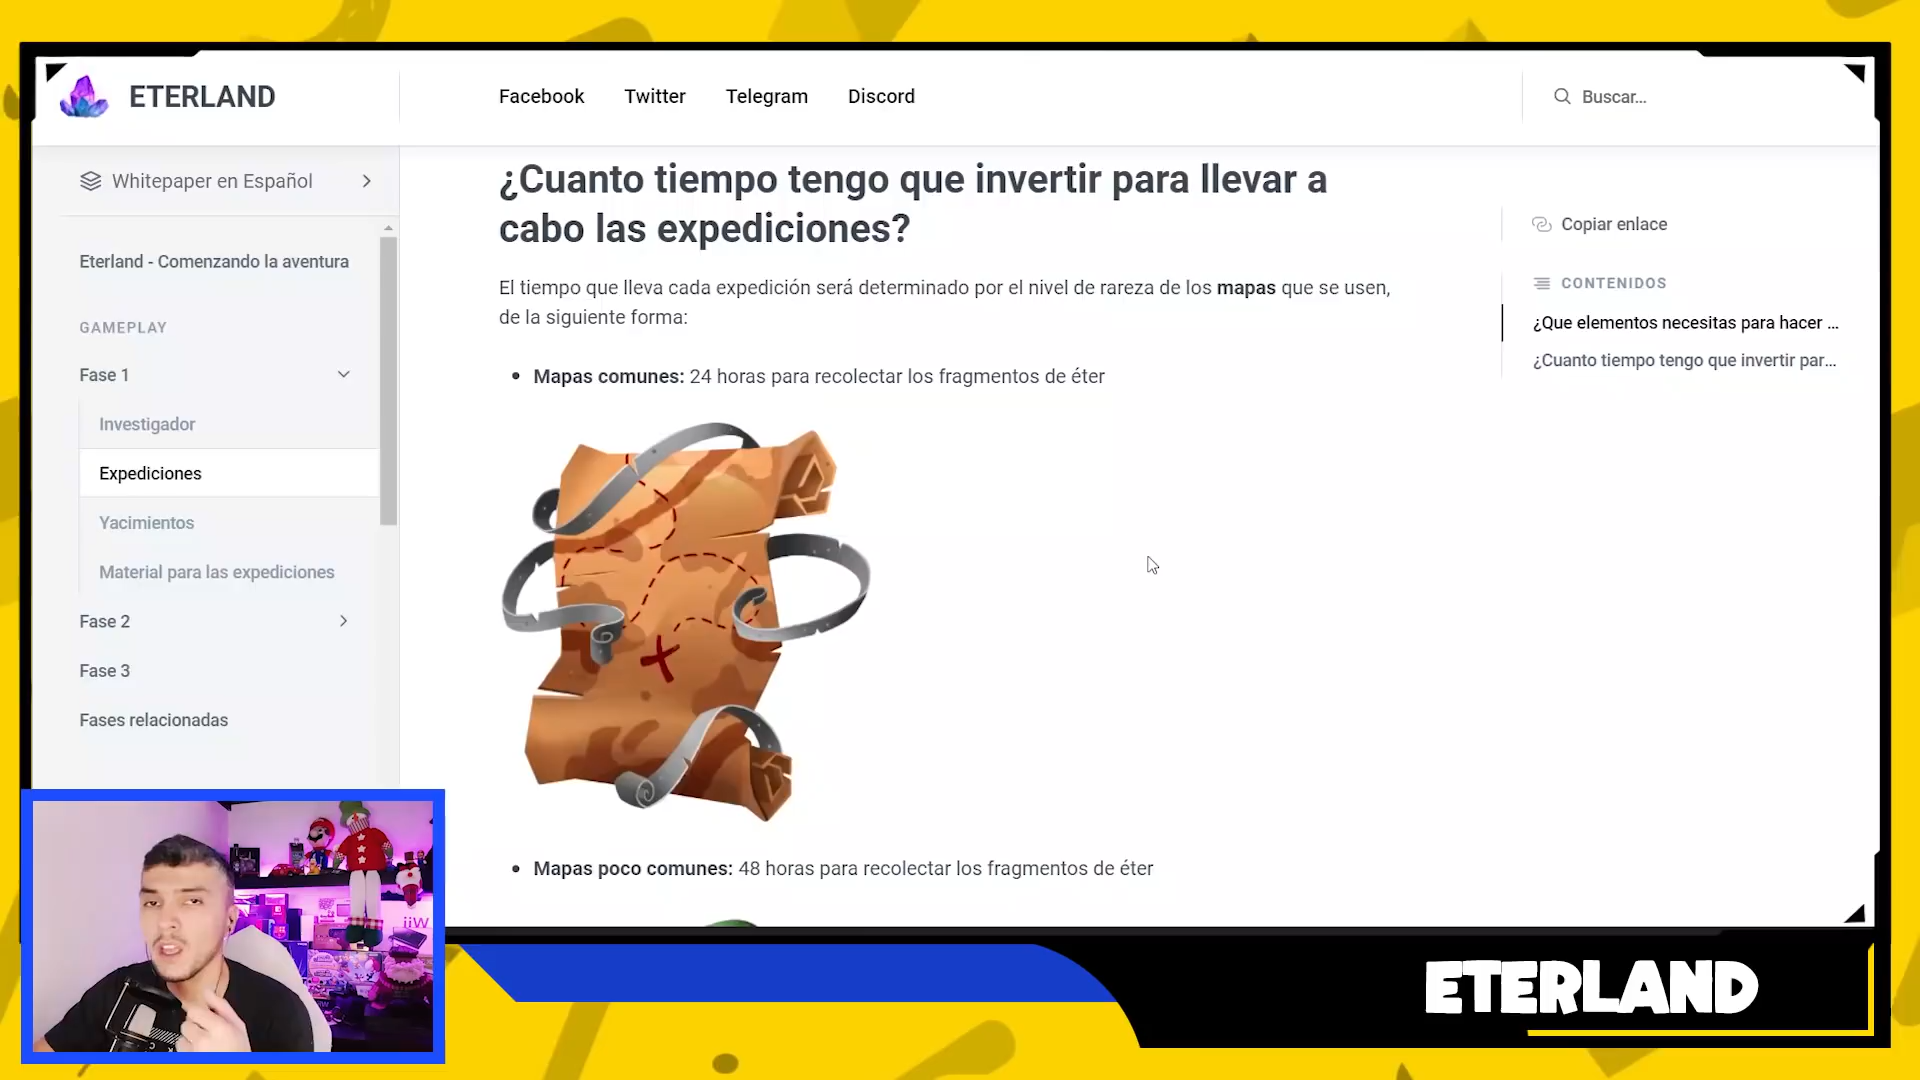 ETERLAND
Facebook
Twitter
Telegram
Discord
Buscar...
Whitepaper en Español
Eterland - Comenzando la aventura
GAMEPLAY
Fase 1
Investigador
Expediciones
Yacimientos
Material para las expediciones
Fase 2
Fase 3
Fases relacionadas
¿Cuanto tiempo tengo que invertir para llevar a
cabo las expediciones?
El tiempo que lleva cada expedición será determinado por el nivel de rareza de los mapas que se usen,
de la siguiente forma:
• Mapas comunes: 24 horas para recolectar los fragmentos de éter
• Mapas poco comunes: 48 horas para recolectar los fragmentos de éter
Copiar enlace
CONTENIDOS
¿Que elementos necesitas para hacer ...
¿Cuanto tiempo tengo que invertir par...
ETERLAND